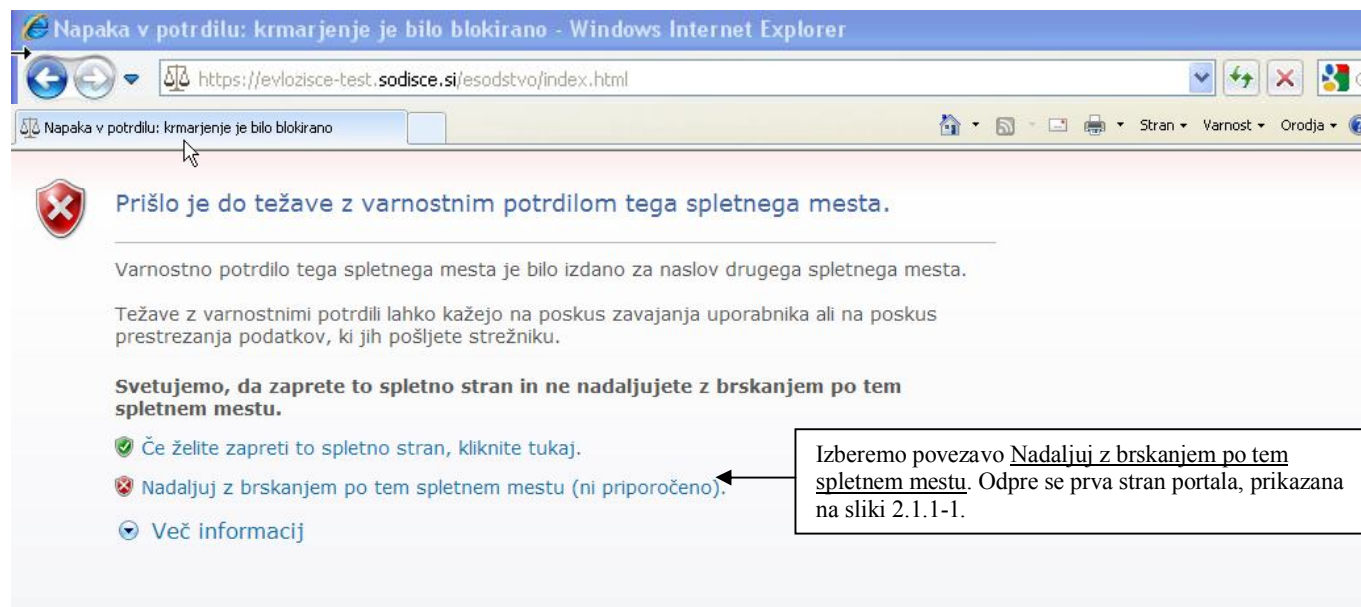 Napaka v potrdilu: krmarjenje je bilo blokirano - Windows Internet Explorer
https://evlozisce-test.sodisce.si/esodstvo/index.html
Napaka v potrdilu: krmarjenje je bilo blokirano
Stran
Varnost
Orodja
Prišlo je do težave z varnostnim potrdilom tega spletnega mesta.
Varnostno potrdilo tega spletnega mesta je bilo izdano za naslov drugega spletnega mesta.
Težave z varnostnimi potrdili lahko kažejo na poskus zavajanja uporabnika ali na poskus
prestrezanja podatkov, ki jih pošljete strežniku.
Svetujemo, da zaprete to spletno stran in ne nadaljujete z brskanjem po tem
spletnem mestu.
Če želite zapreti to spletno stran, kliknite tukaj.
Nadaljuj z brskanjem po tem spletnem mestu (ni priporočeno).
Več informacij
Izberemo povezavo Nadaljuj z brskanjem po tem
spletnem mestu. Odpre se prva stran portala, prikazana
na sliki 2.1.1-1.